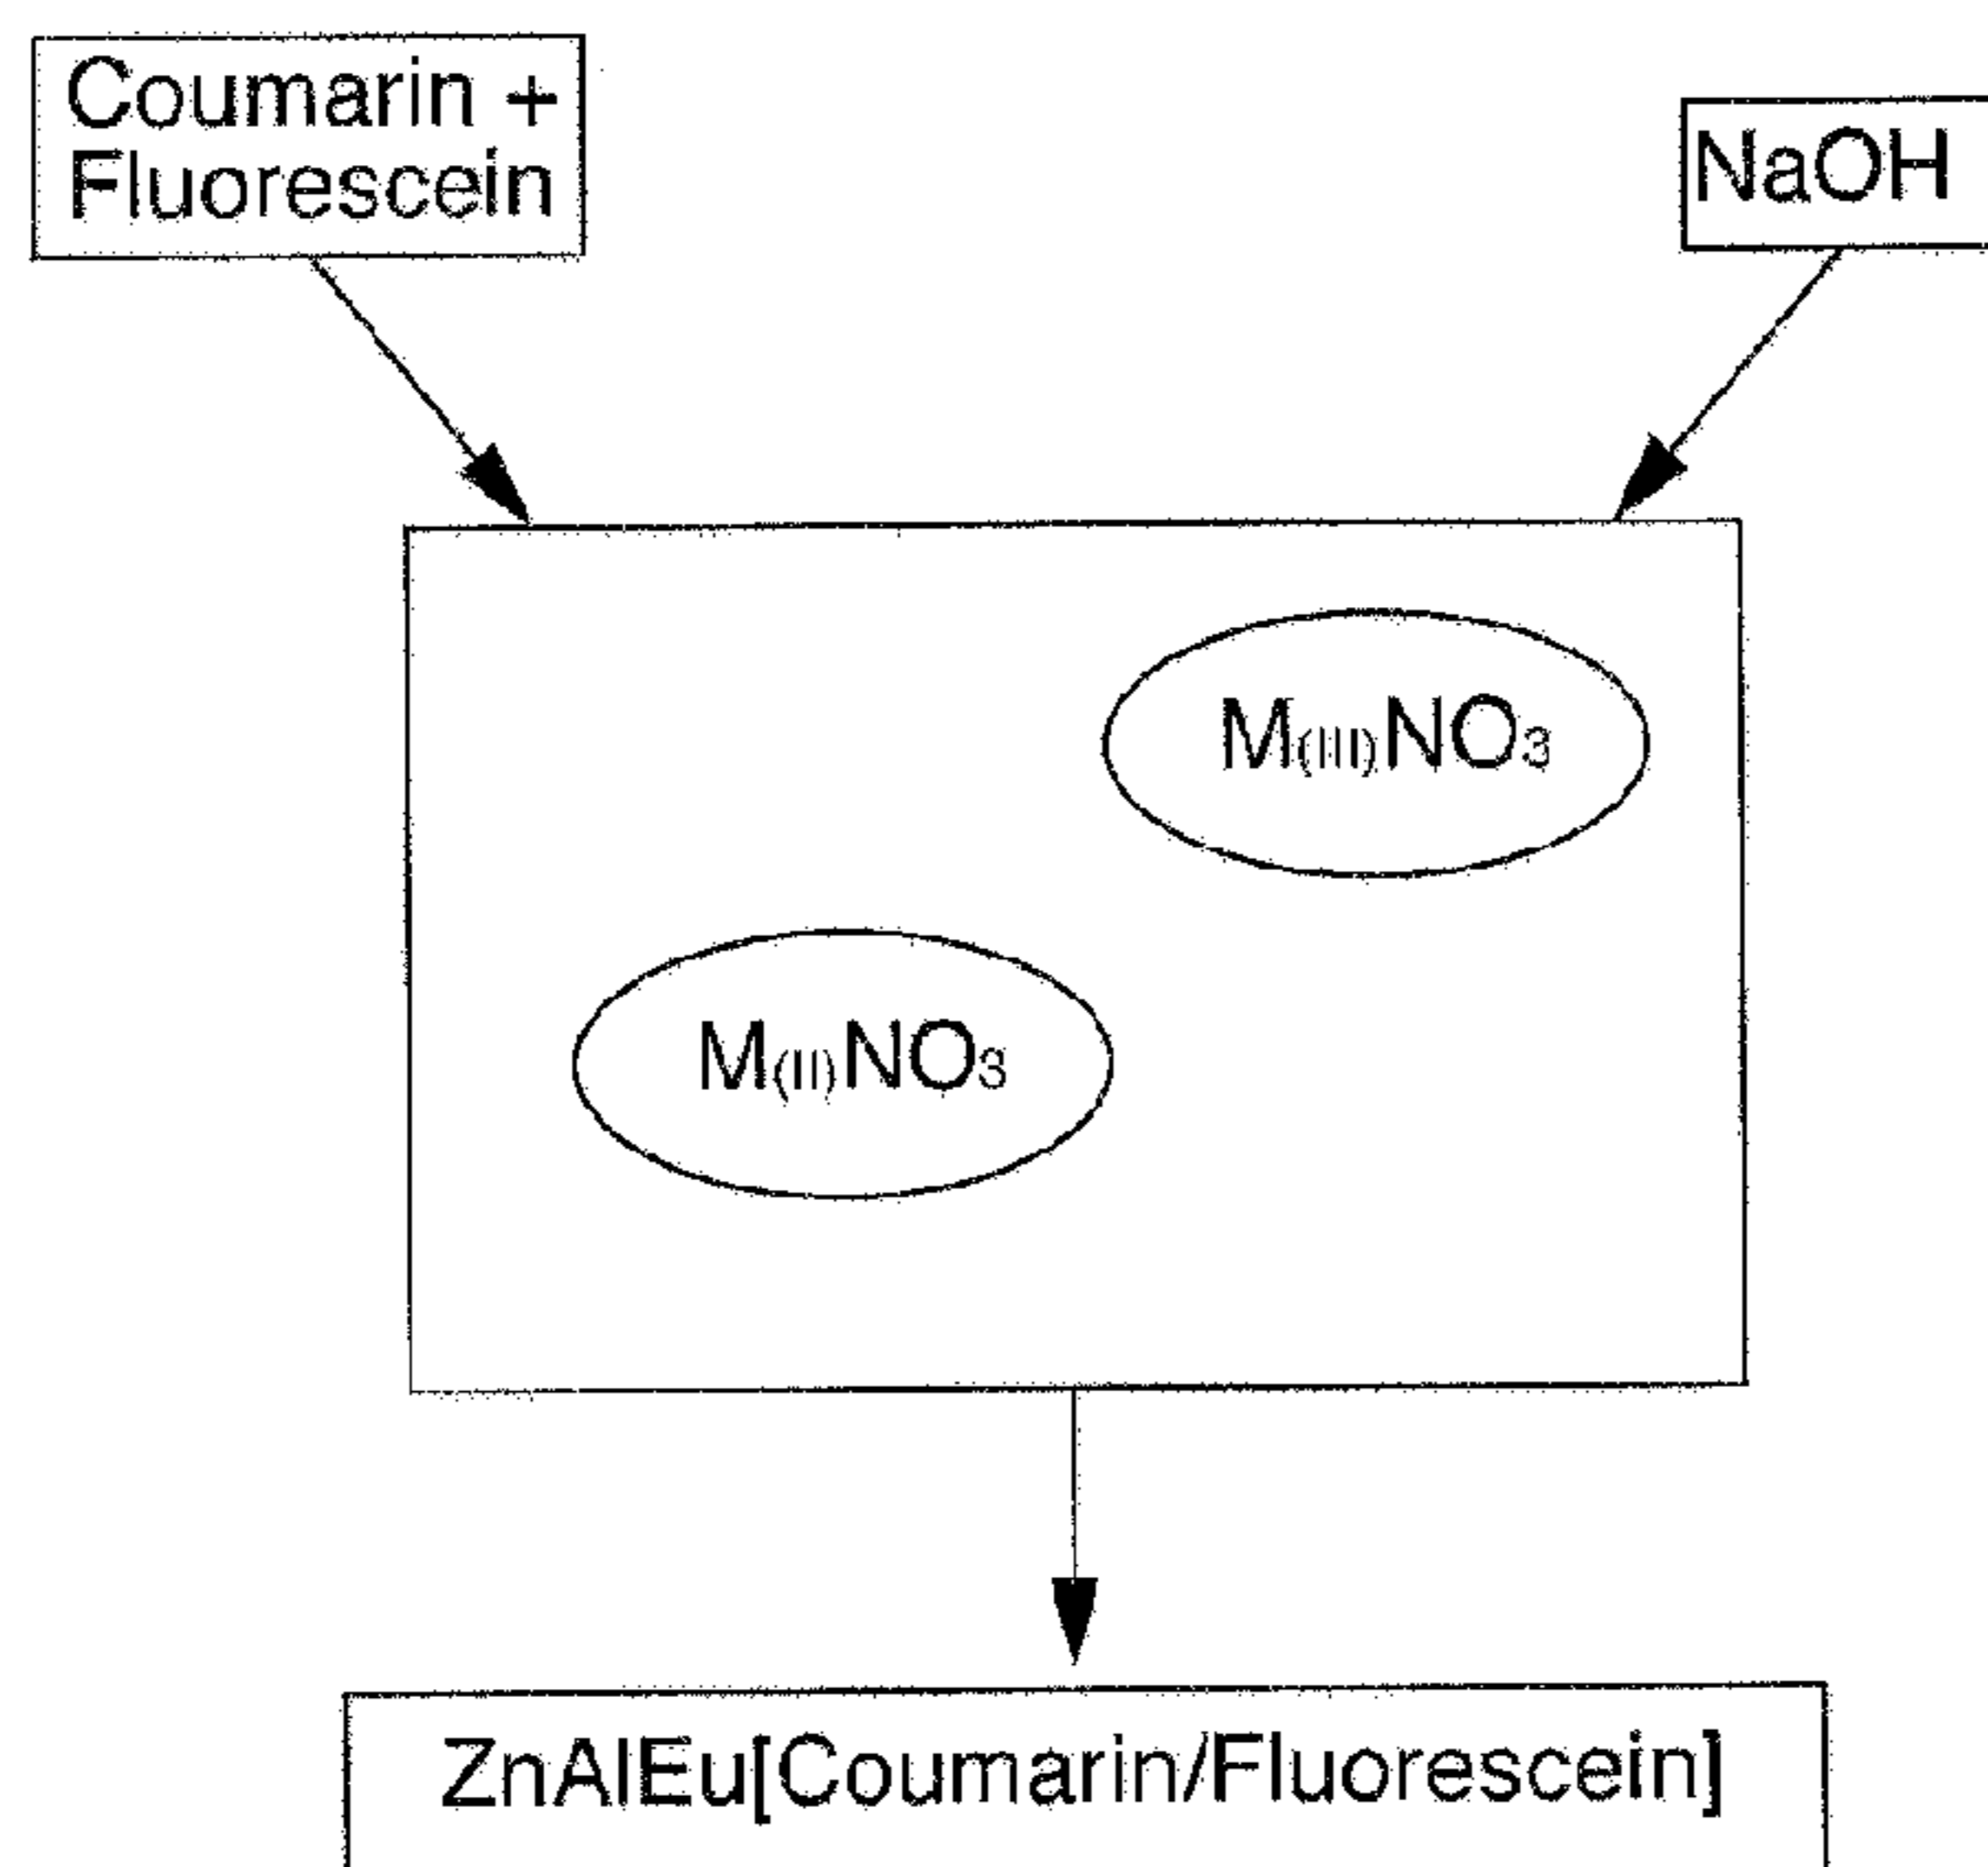 Coumarin +
Fluorescein
NaOH
M(III)NO3
M(II)NO3
ZnAlEu[Coumarin/Fluorescein]